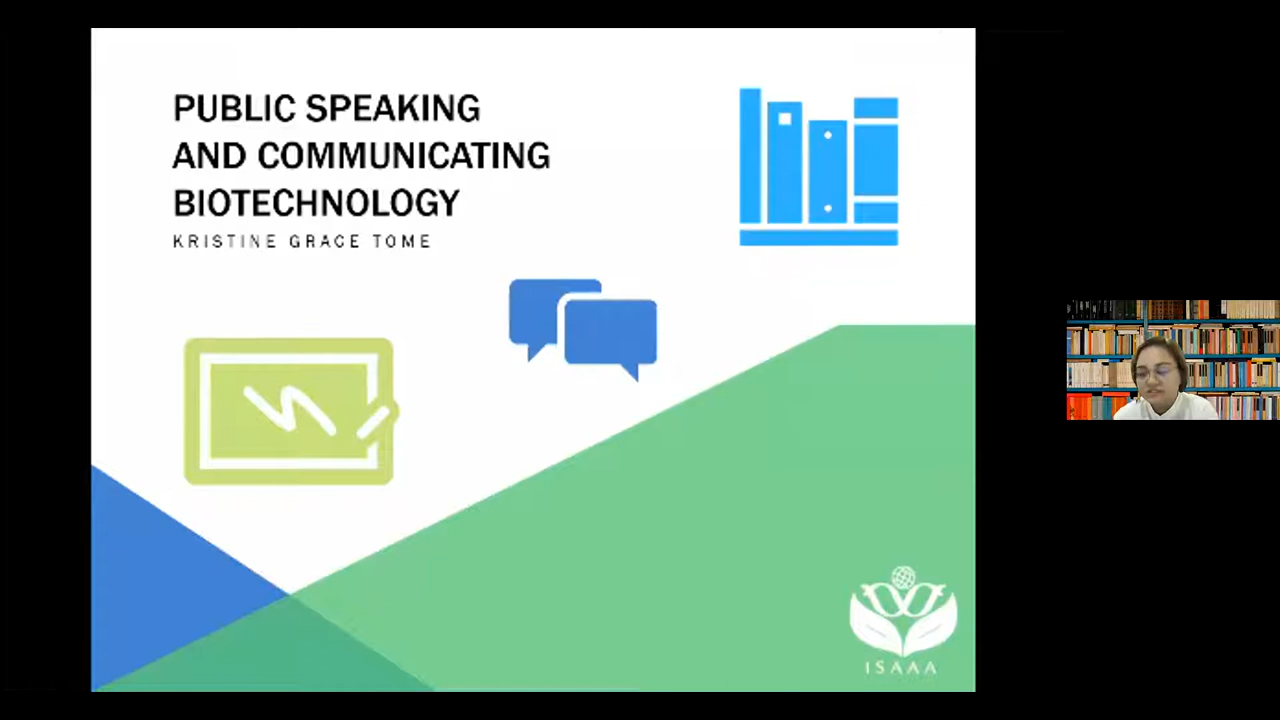 PUBLIC SPEAKING
AND COMMUNICATING
BIOTECHNOLOGY
KRISTINE GRACE TOME
ISAAA